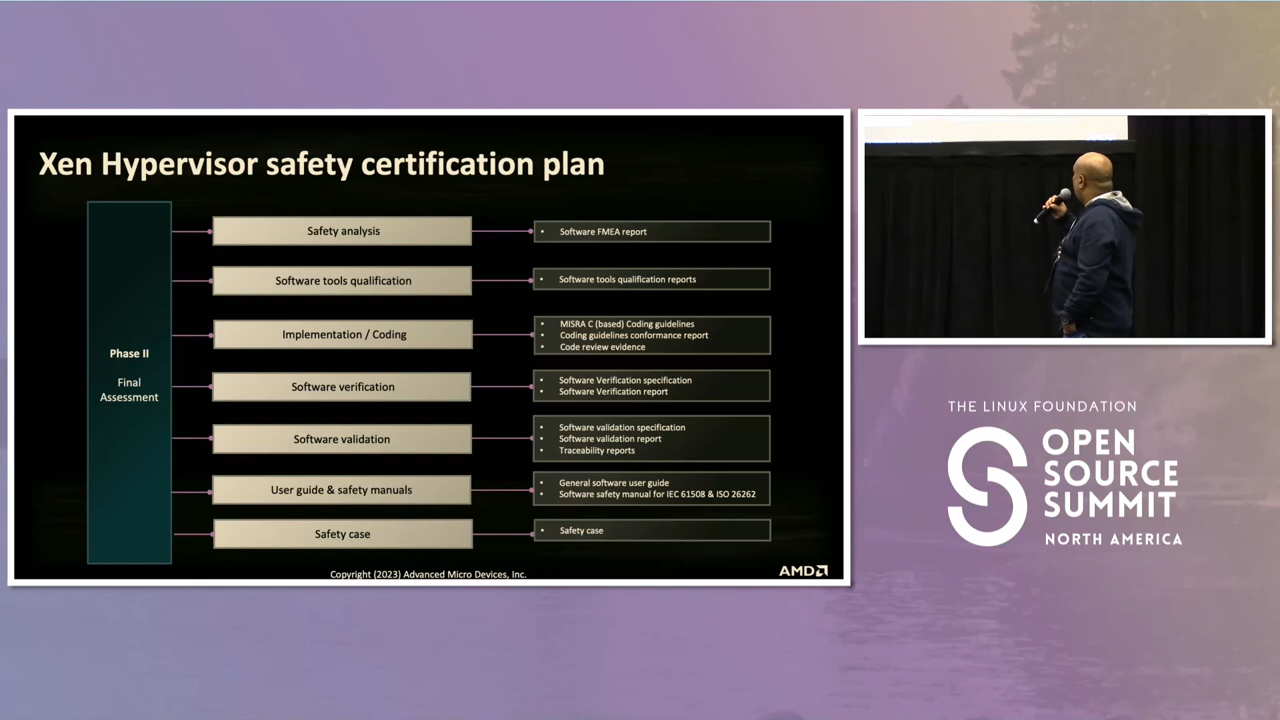 Xen Hypervisor safety certification plan
Phase II
Final
Assessment
Safety analysis
• Software FMEA report
Software tools qualification
• Software tools qualification reports
Implementation / Coding
• MISRA C (based) Coding guidelines
• Coding guidelines conformance report
• Code review evidence
Software verification
• Software Verification specification
• Software Verification report
Software validation
• Software validation specification
• Software validation report
• Traceability reports
User guide & safety manuals
• General software user guide
• Software safety manual for IEC 61508 & ISO 26262
Safety case
• Safety case
Copyright (2023) Advanced Micro Devices, Inc.
AMD
THE LINUX FOUNDATION
OPEN
SOURCE
SUMMIT
NORTH AMERICA